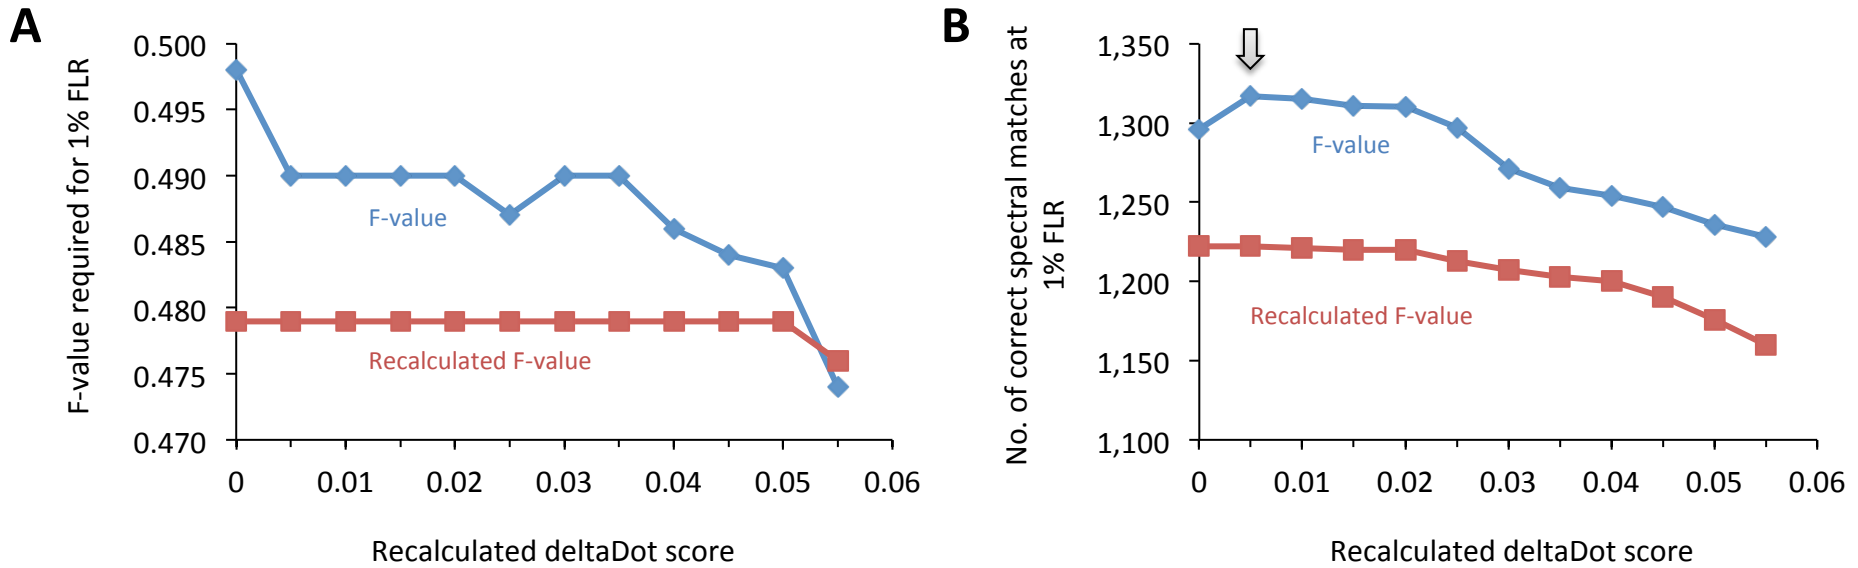 A
F-value required for 1% FLR
0.500
0.495
0.490
0.485
0.480
0.475
0.470
F-value
Recalculated F-value
0 0.01 0.02 0.03 0.04 0.05 0.06
Recalculated deltaDot score
B
No. of correct spectral matches at
1% FLR
1,350
1,300
1,250
1,200
1,150
1,100
F-value
Recalculated F-value
0 0.01 0.02 0.03 0.04 0.05 0.06
Recalculated deltaDot score